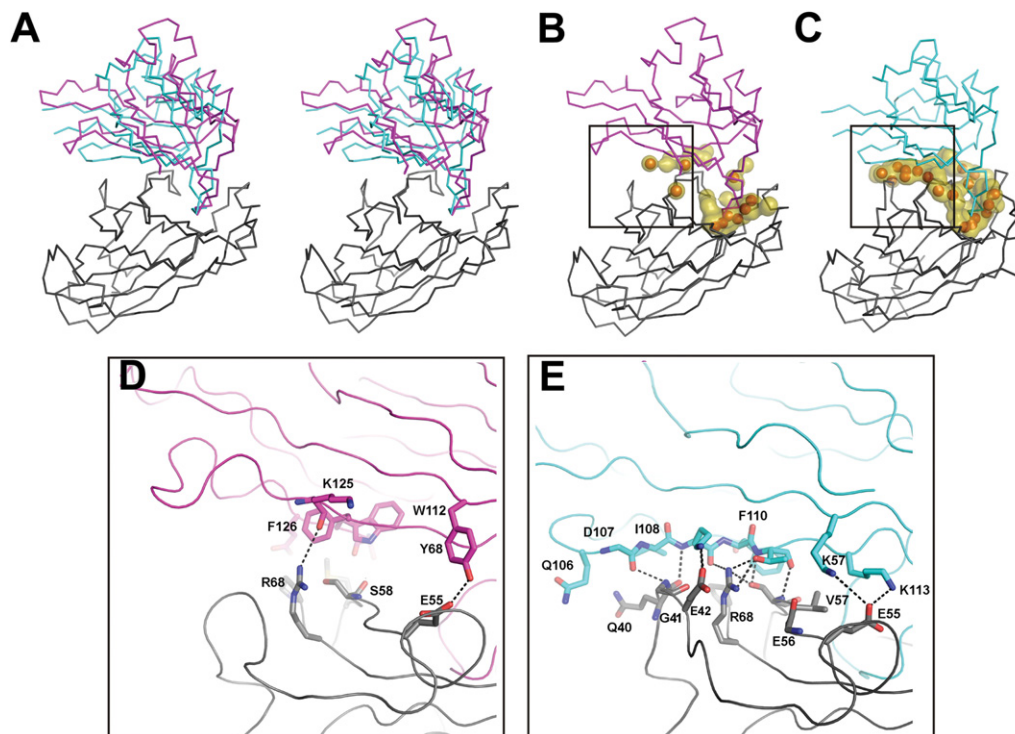 A
B
C
D
K125
W112
F126
Y68
R68
S58
E55
E
D107
I108
F110
Q106
K57
K113
V57
E55
Q40
G41
E42
R68
E56